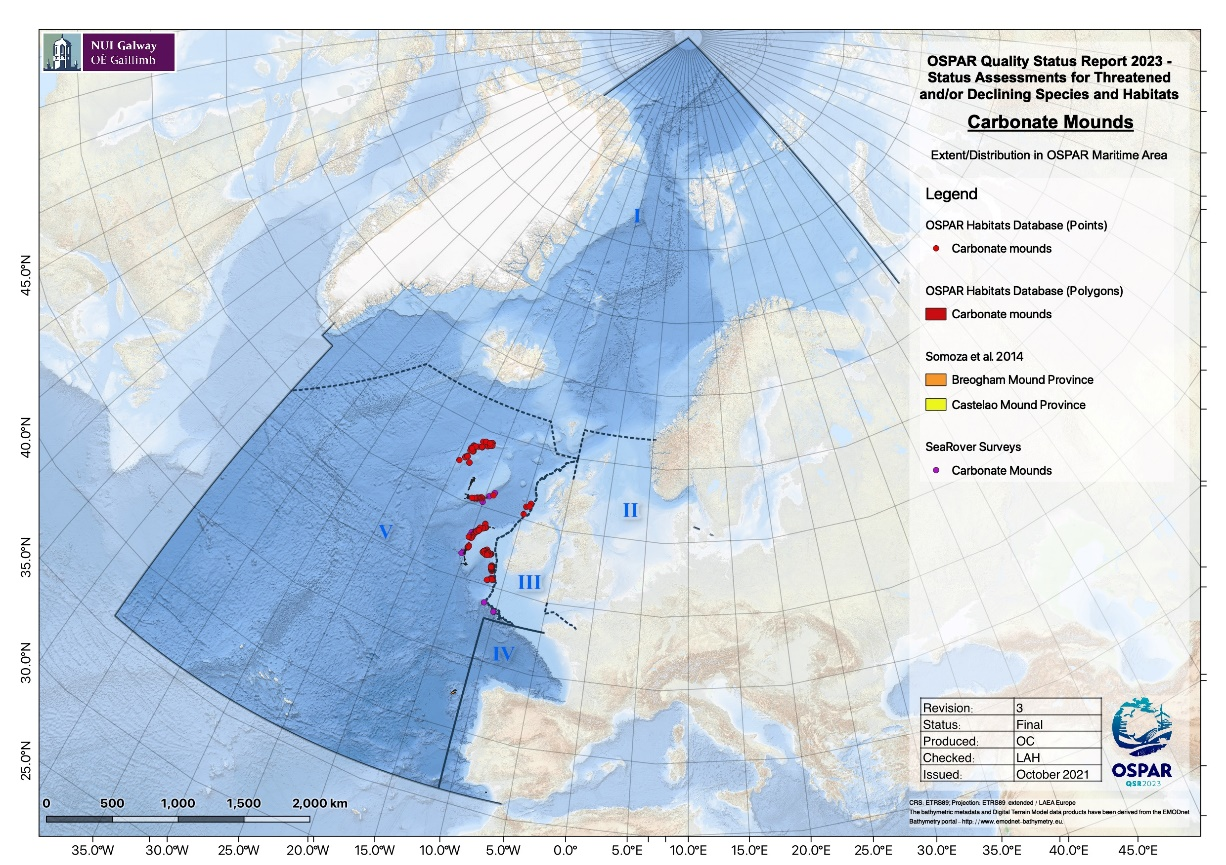 NUI Galway
OÉ Gaillimh
OSPAR Quality Status Report 2023 -
Status Assessments for Threatened
and/or Declining Species and Habitats
Carbonate Mounds
Extent/Distribution in OSPAR Maritime Area
Legend
OSPAR Habitats Database (Points)
Carbonate mounds
OSPAR Habitats Database (Polygons)
Carbonate mounds
Somoza et al. 2014
Breogham Mound Province
Castelao Mound Province
SeaRover Surveys
Carbonate Mounds
I
II
V
III
IV
45.0°N
40.0°N
35.0°N
30.0°N
25.0°N
Revision: 3
Status: Final
Produced: OC
Checked: LAH
Issued: October 2021
OSPAR
QSR2023
CRS: ETRS89; Projection: ETRS89 extended / LAEA Europe
The bathymetric metadata and Digital Terrain Model data products have been derived from the EMODnet
Bathymetry portal - http://www.emodnet-bathymetry.eu.
0 500 1,000 1,500 2,000 km
35.0°W 30.0°W 25.0°W 20.0°W 15.0°W 10.0°W 5.0°W 0.0°E 5.0°E 10.0°E 15.0°E 20.0°E 25.0°E 30.0°E 35.0°E 40.0°E 45.0°E